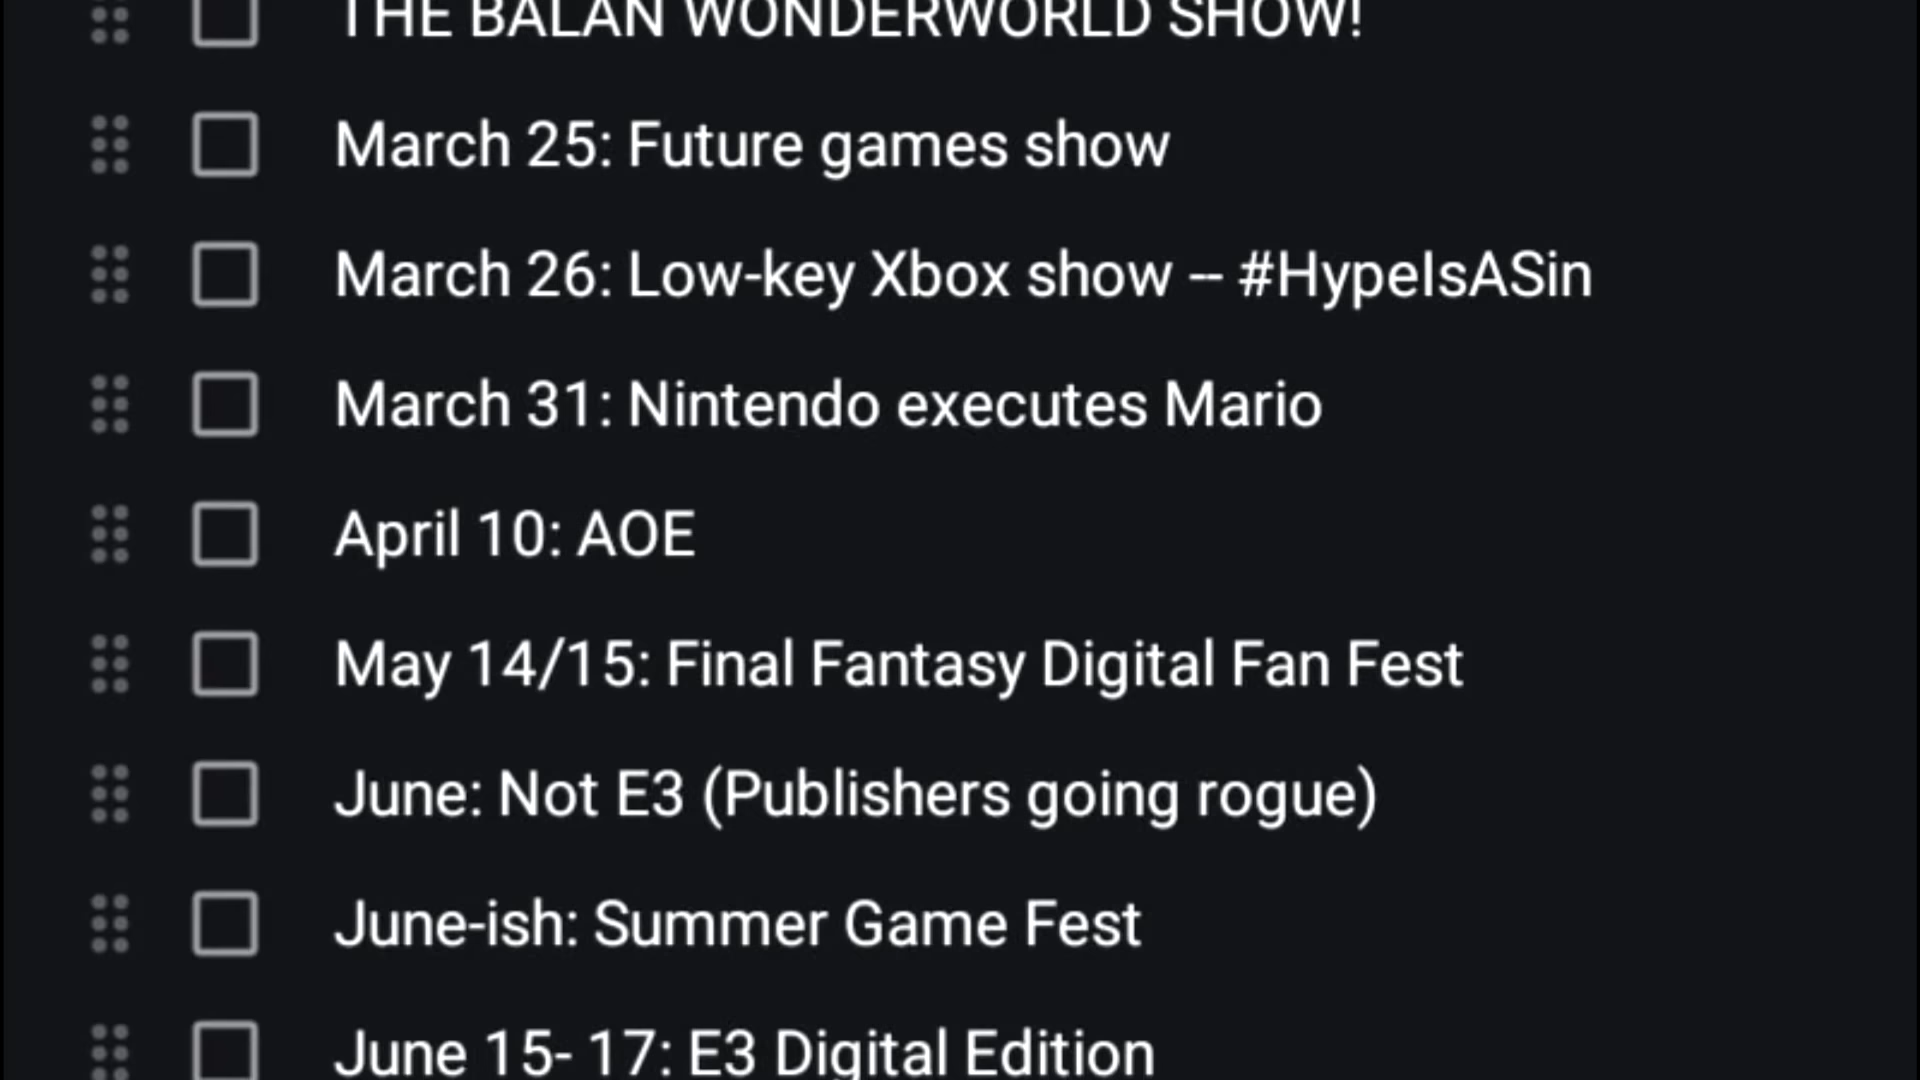 THE BALAN WONDERWORLD SHOW!
March 25: Future games show
March 26: Low-key Xbox show -- #HypeIsASin
March 31: Nintendo executes Mario
April 10: AOE
May 14/15: Final Fantasy Digital Fan Fest
June: Not E3 (Publishers going rogue)
June-ish: Summer Game Fest
June 15- 17: E3 Digital Edition